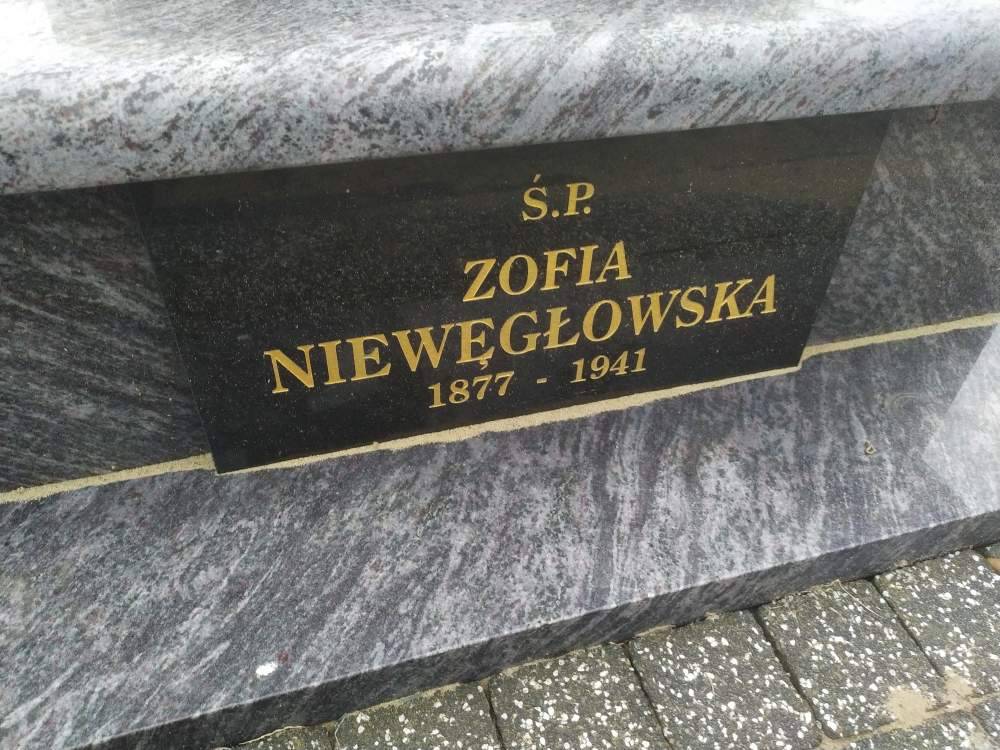 Ś.P.
ZOFIA
NIEWĘGŁOWSKA
1877 - 1941